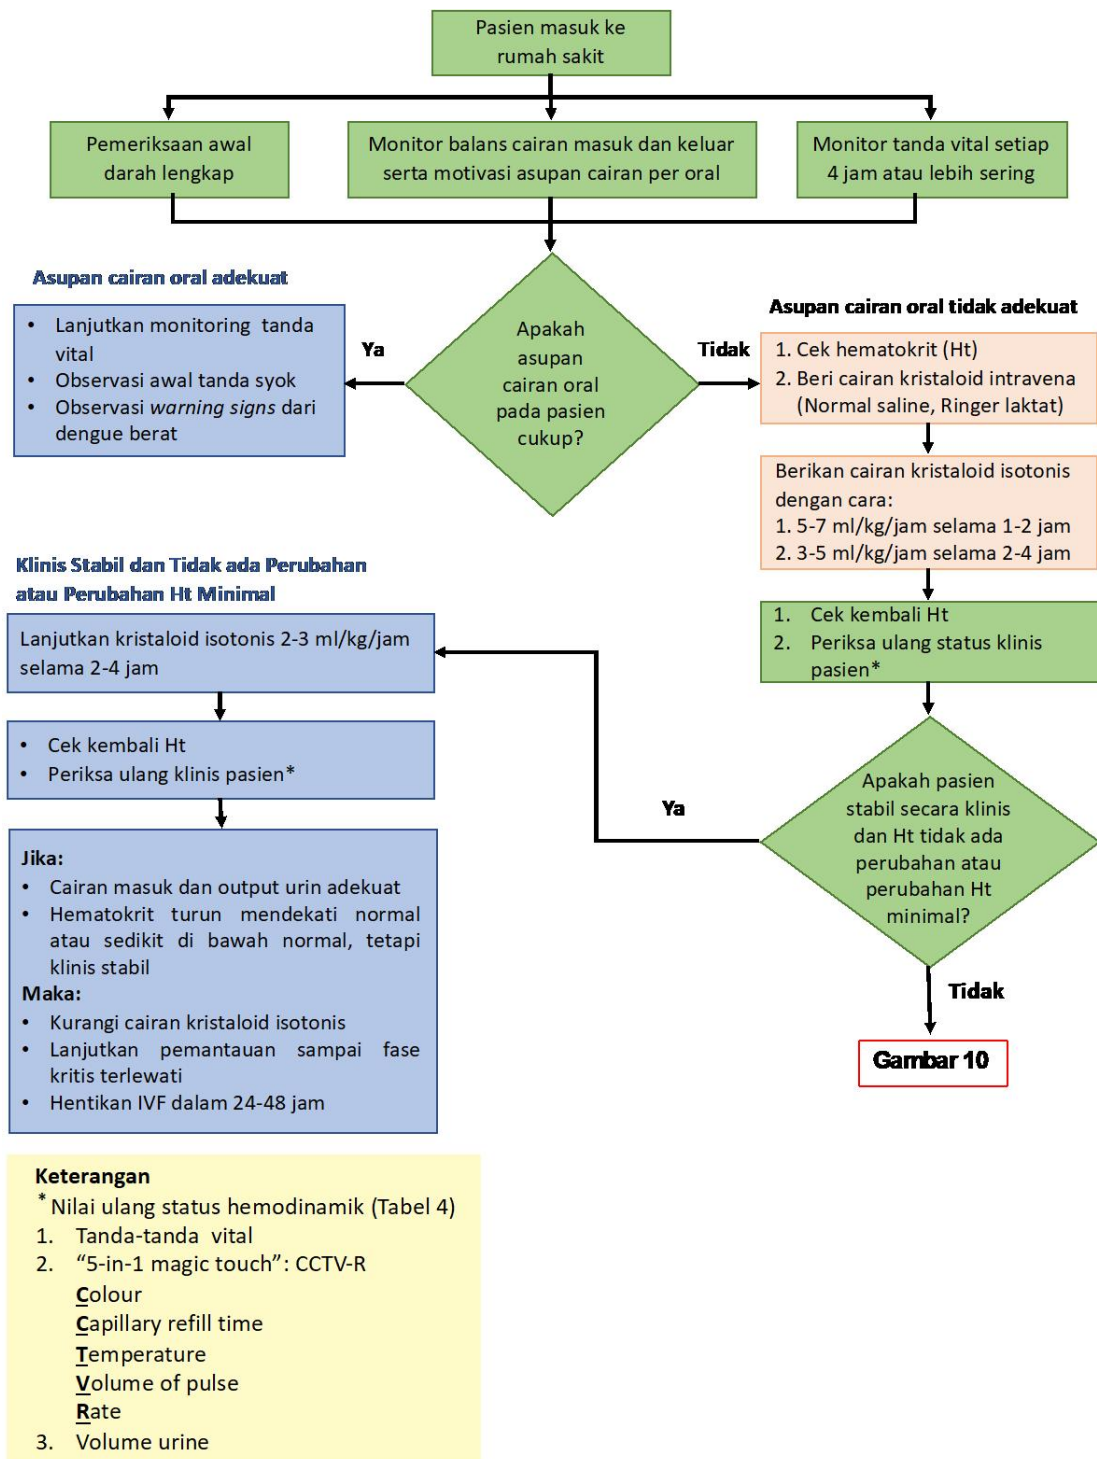 Pasien masuk ke
rumah sakit
Pemeriksaan awal
darah lengkap
Monitor balans cairan masuk dan keluar
serta motivasi asupan cairan per oral
Monitor tanda vital setiap
4 jam atau lebih sering
Apakah
asupan
cairan oral
pada pasien
cukup?
Ya
Tidak
Asupan cairan oral adekuat
• Lanjutkan monitoring tanda
vital
• Observasi awal tanda syok
• Observasi warning signs dari
dengue berat
Asupan cairan oral tidak adekuat
1. Cek hematokrit (Ht)
2. Beri cairan kristaloid intravena
(Normal saline, Ringer laktat)
Berikan cairan kristaloid isotonis
dengan cara:
1. 5-7 ml/kg/jam selama 1-2 jam
2. 3-5 ml/kg/jam selama 2-4 jam
1. Cek kembali Ht
2. Periksa ulang status klinis
pasien*
Apakah pasien
stabil secara klinis
dan Ht tidak ada
perubahan atau
perubahan Ht
minimal?
Ya
Tidak
Gambar 10
Klinis Stabil dan Tidak ada Perubahan
atau Perubahan Ht Minimal
Lanjutkan kristaloid isotonis 2-3 ml/kg/jam
selama 2-4 jam
• Cek kembali Ht
• Periksa ulang klinis pasien*
Jika:
• Cairan masuk dan output urin adekuat
• Hematokrit turun mendekati normal
atau sedikit di bawah normal, tetapi
klinis stabil
Maka:
• Kurangi cairan kristaloid isotonis
• Lanjutkan pemantauan sampai fase
kritis terlewati
• Hentikan IVF dalam 24-48 jam
Keterangan
* Nilai ulang status hemodinamik (Tabel 4)
1. Tanda-tanda vital
2. “5-in-1 magic touch”: CCTV-R
Colour
Capillary refill time
Temperature
Volume of pulse
Rate
3. Volume urine